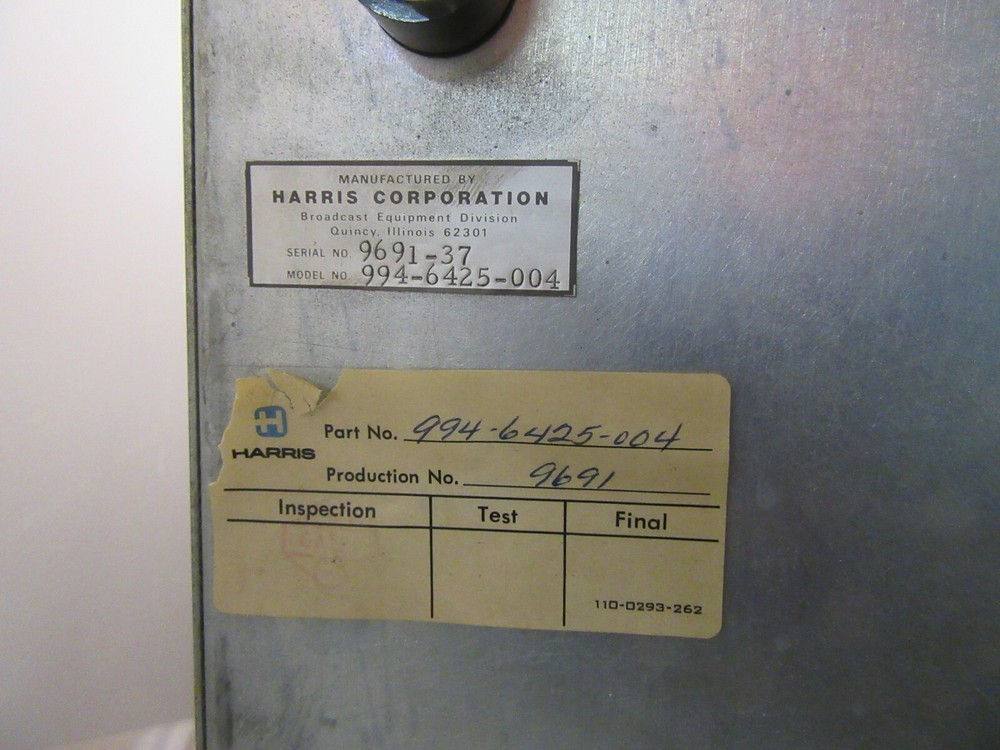 MANUFACTURED BY
HARRIS CORPORATION
Broadcast Equipment Division
Quincy, Illinois 62301
SERIAL NO. 9691-37
MODEL NO. 994-6425-004
HARRIS
Part No. 994-6425-004
Production No. 9691
Inspection Test Final
110-0293-262